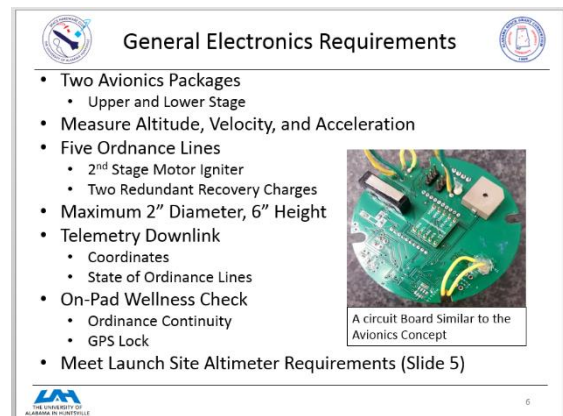 General Electronics Requirements
• Two Avionics Packages
• Upper and Lower Stage
• Measure Altitude, Velocity, and Acceleration
• Five Ordnance Lines
• 2nd Stage Motor Igniter
• Two Redundant Recovery Charges
• Maximum 2” Diameter, 6” Height
• Telemetry Downlink
• Coordinates
• State of Ordinance Lines
• On-Pad Wellness Check
• Ordinance Continuity
• GPS Lock
• Meet Launch Site Altimeter Requirements (Slide 5)
A circuit Board Similar to the
Avionics Concept
UAH
THE UNIVERSITY OF
ALABAMA IN HUNTSVILLE
6